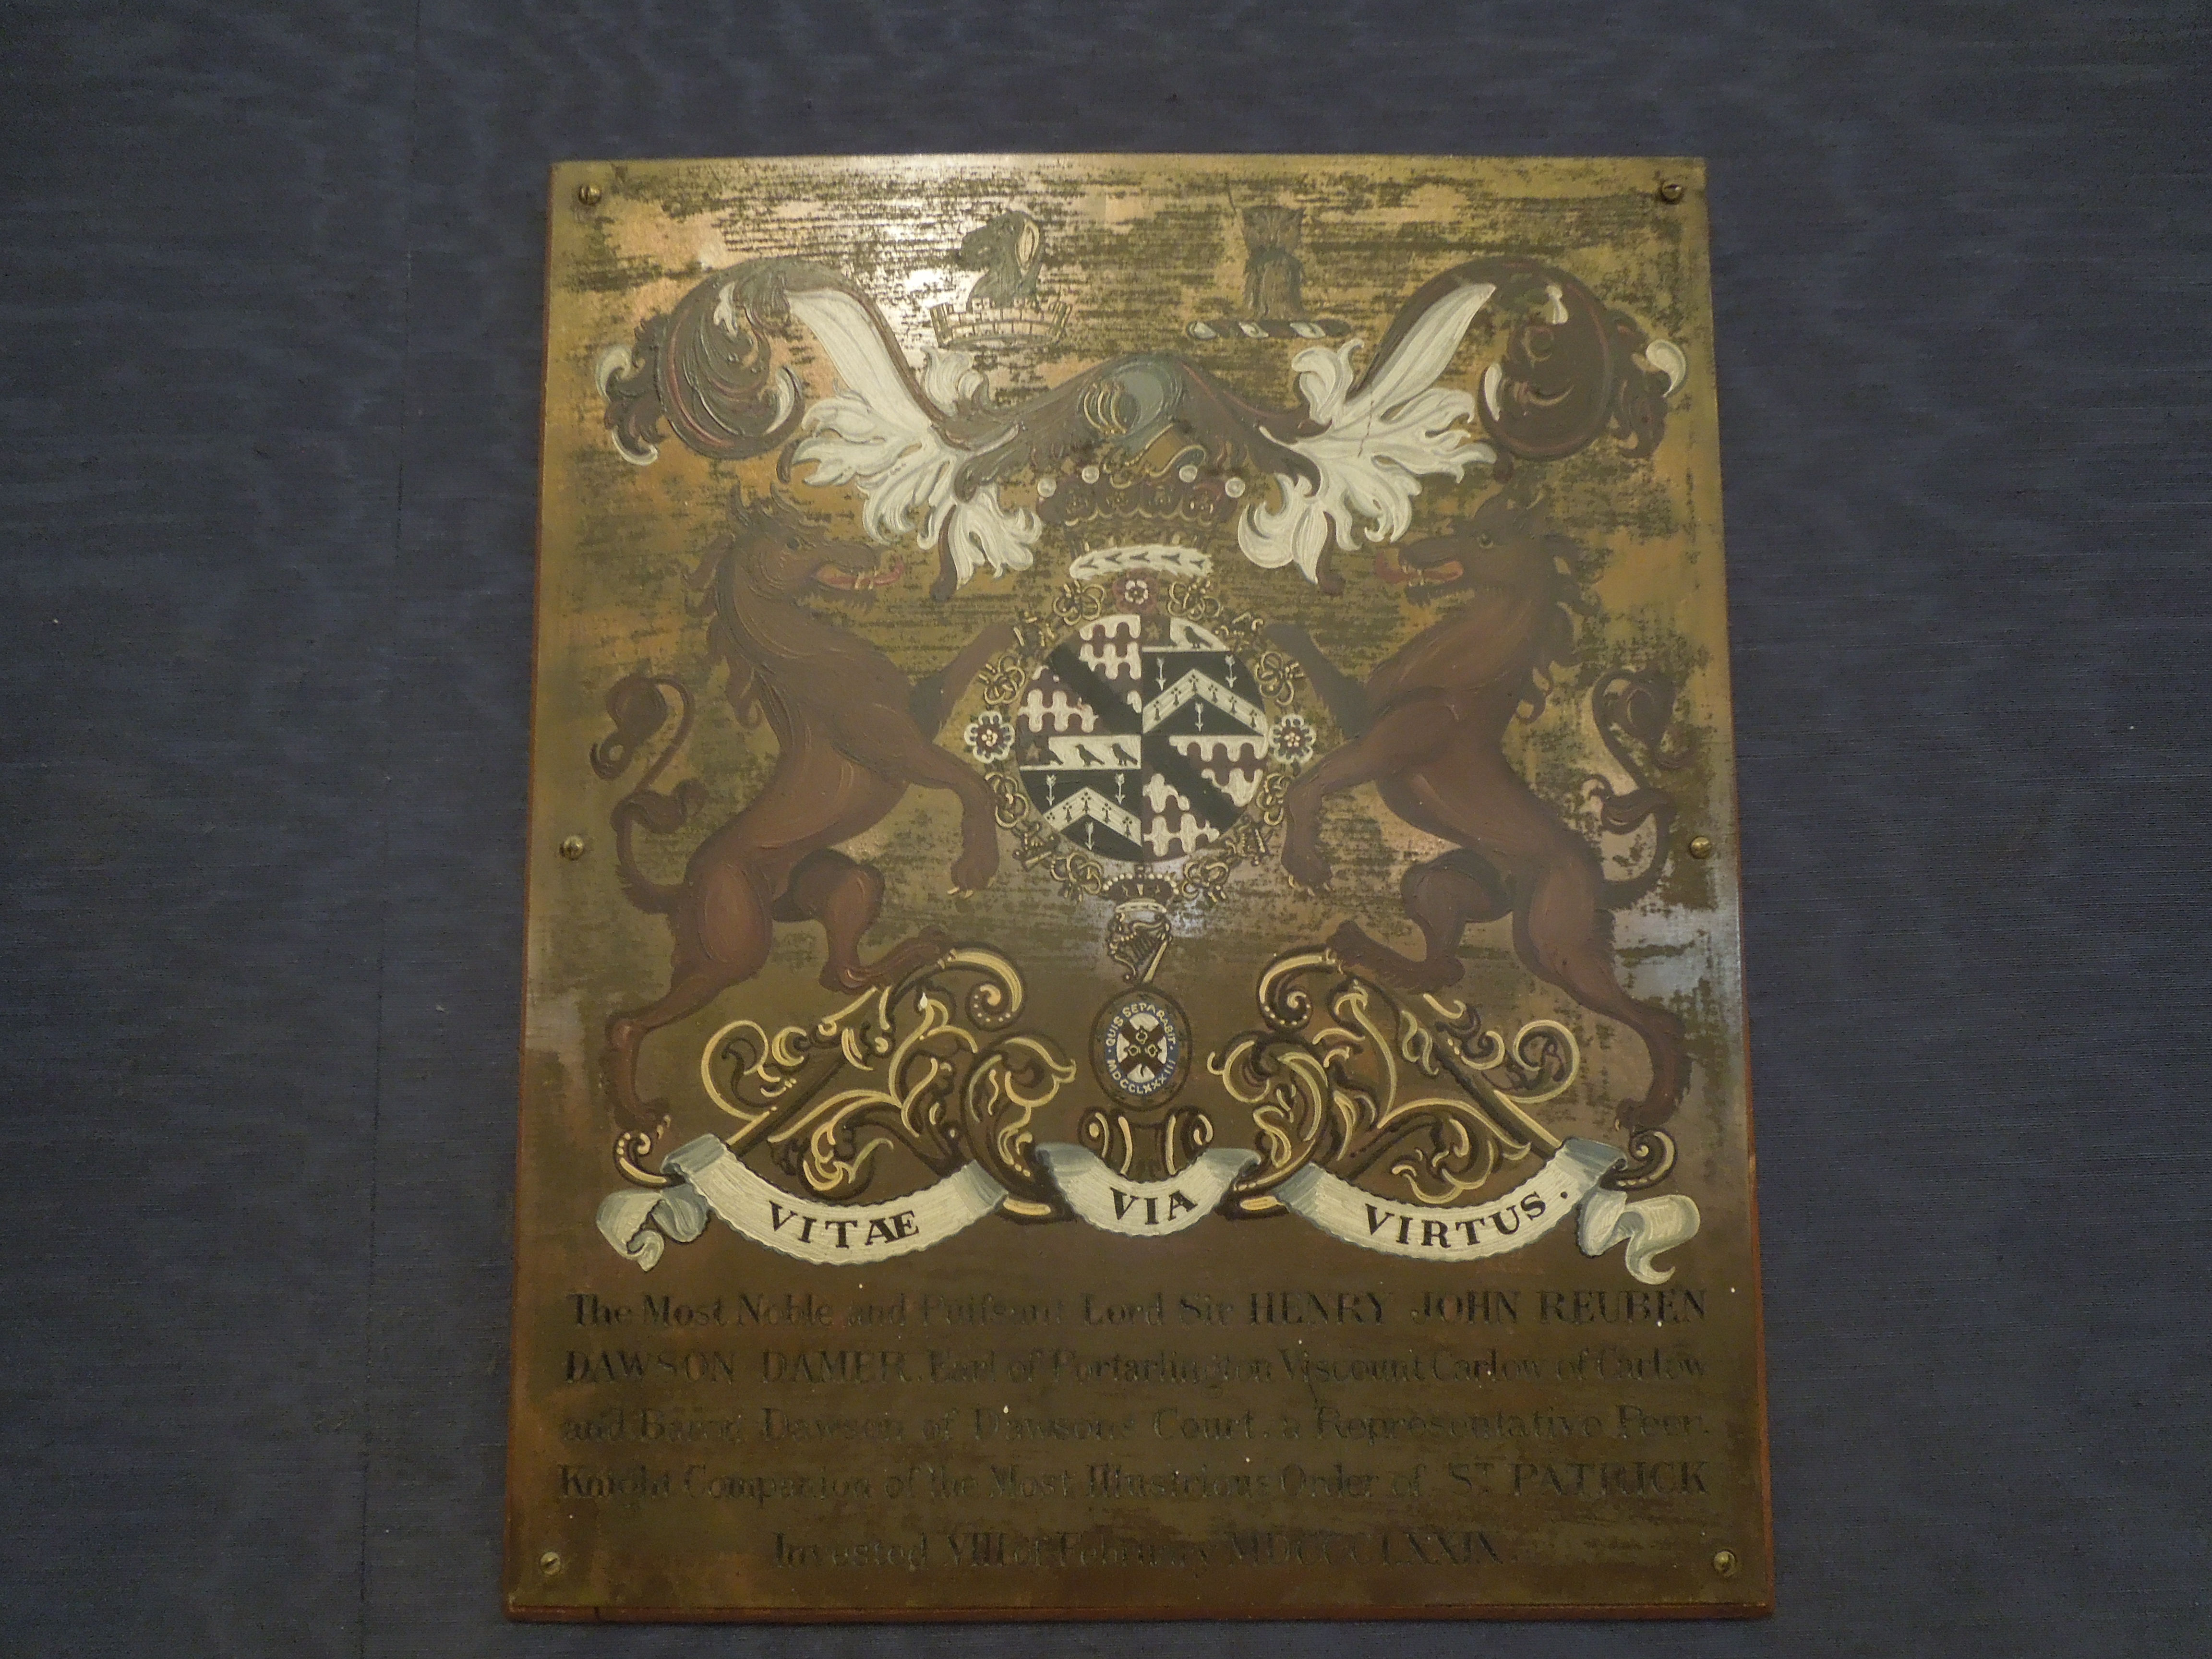 QUIS SEPARABIT. MDCCLXXXIII
VITAE VIA VIRTUS.
The Most Noble and Puiſsant Lord Sir HENRY JOHN REUBEN
DAWSON DAMER, Earl of Portarlington Viscount Carlow of Carlow
and Baron Dawson of Dawsons Court, a Representative Peer.
Knight Companion of the Most Illustrious Order of ST PATRICK
Invested VIII of February